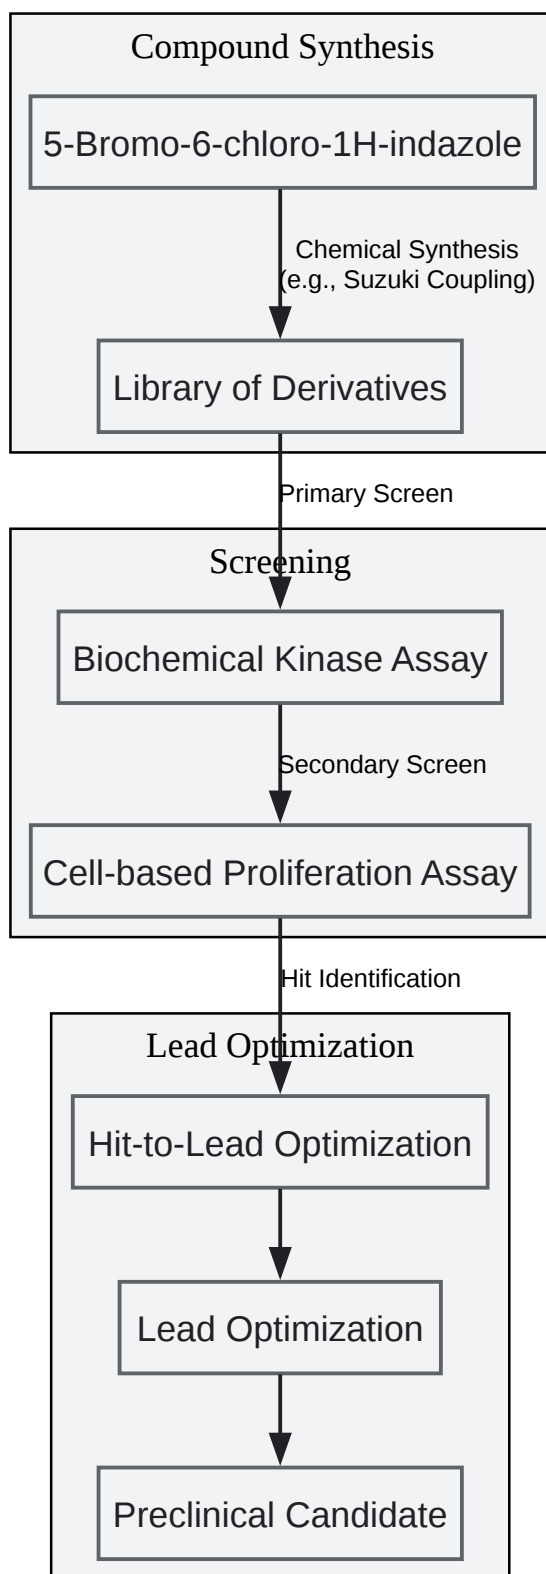 Compound Synthesis
5-Bromo-6-chloro-1H-indazole
Chemical Synthesis
(e.g., Suzuki Coupling)
Library of Derivatives
Primary Screen
Screening
Biochemical Kinase Assay
Secondary Screen
Cell-based Proliferation Assay
Hit Identification
Lead Optimization
Hit-to-Lead Optimization
Lead Optimization
Preclinical Candidate